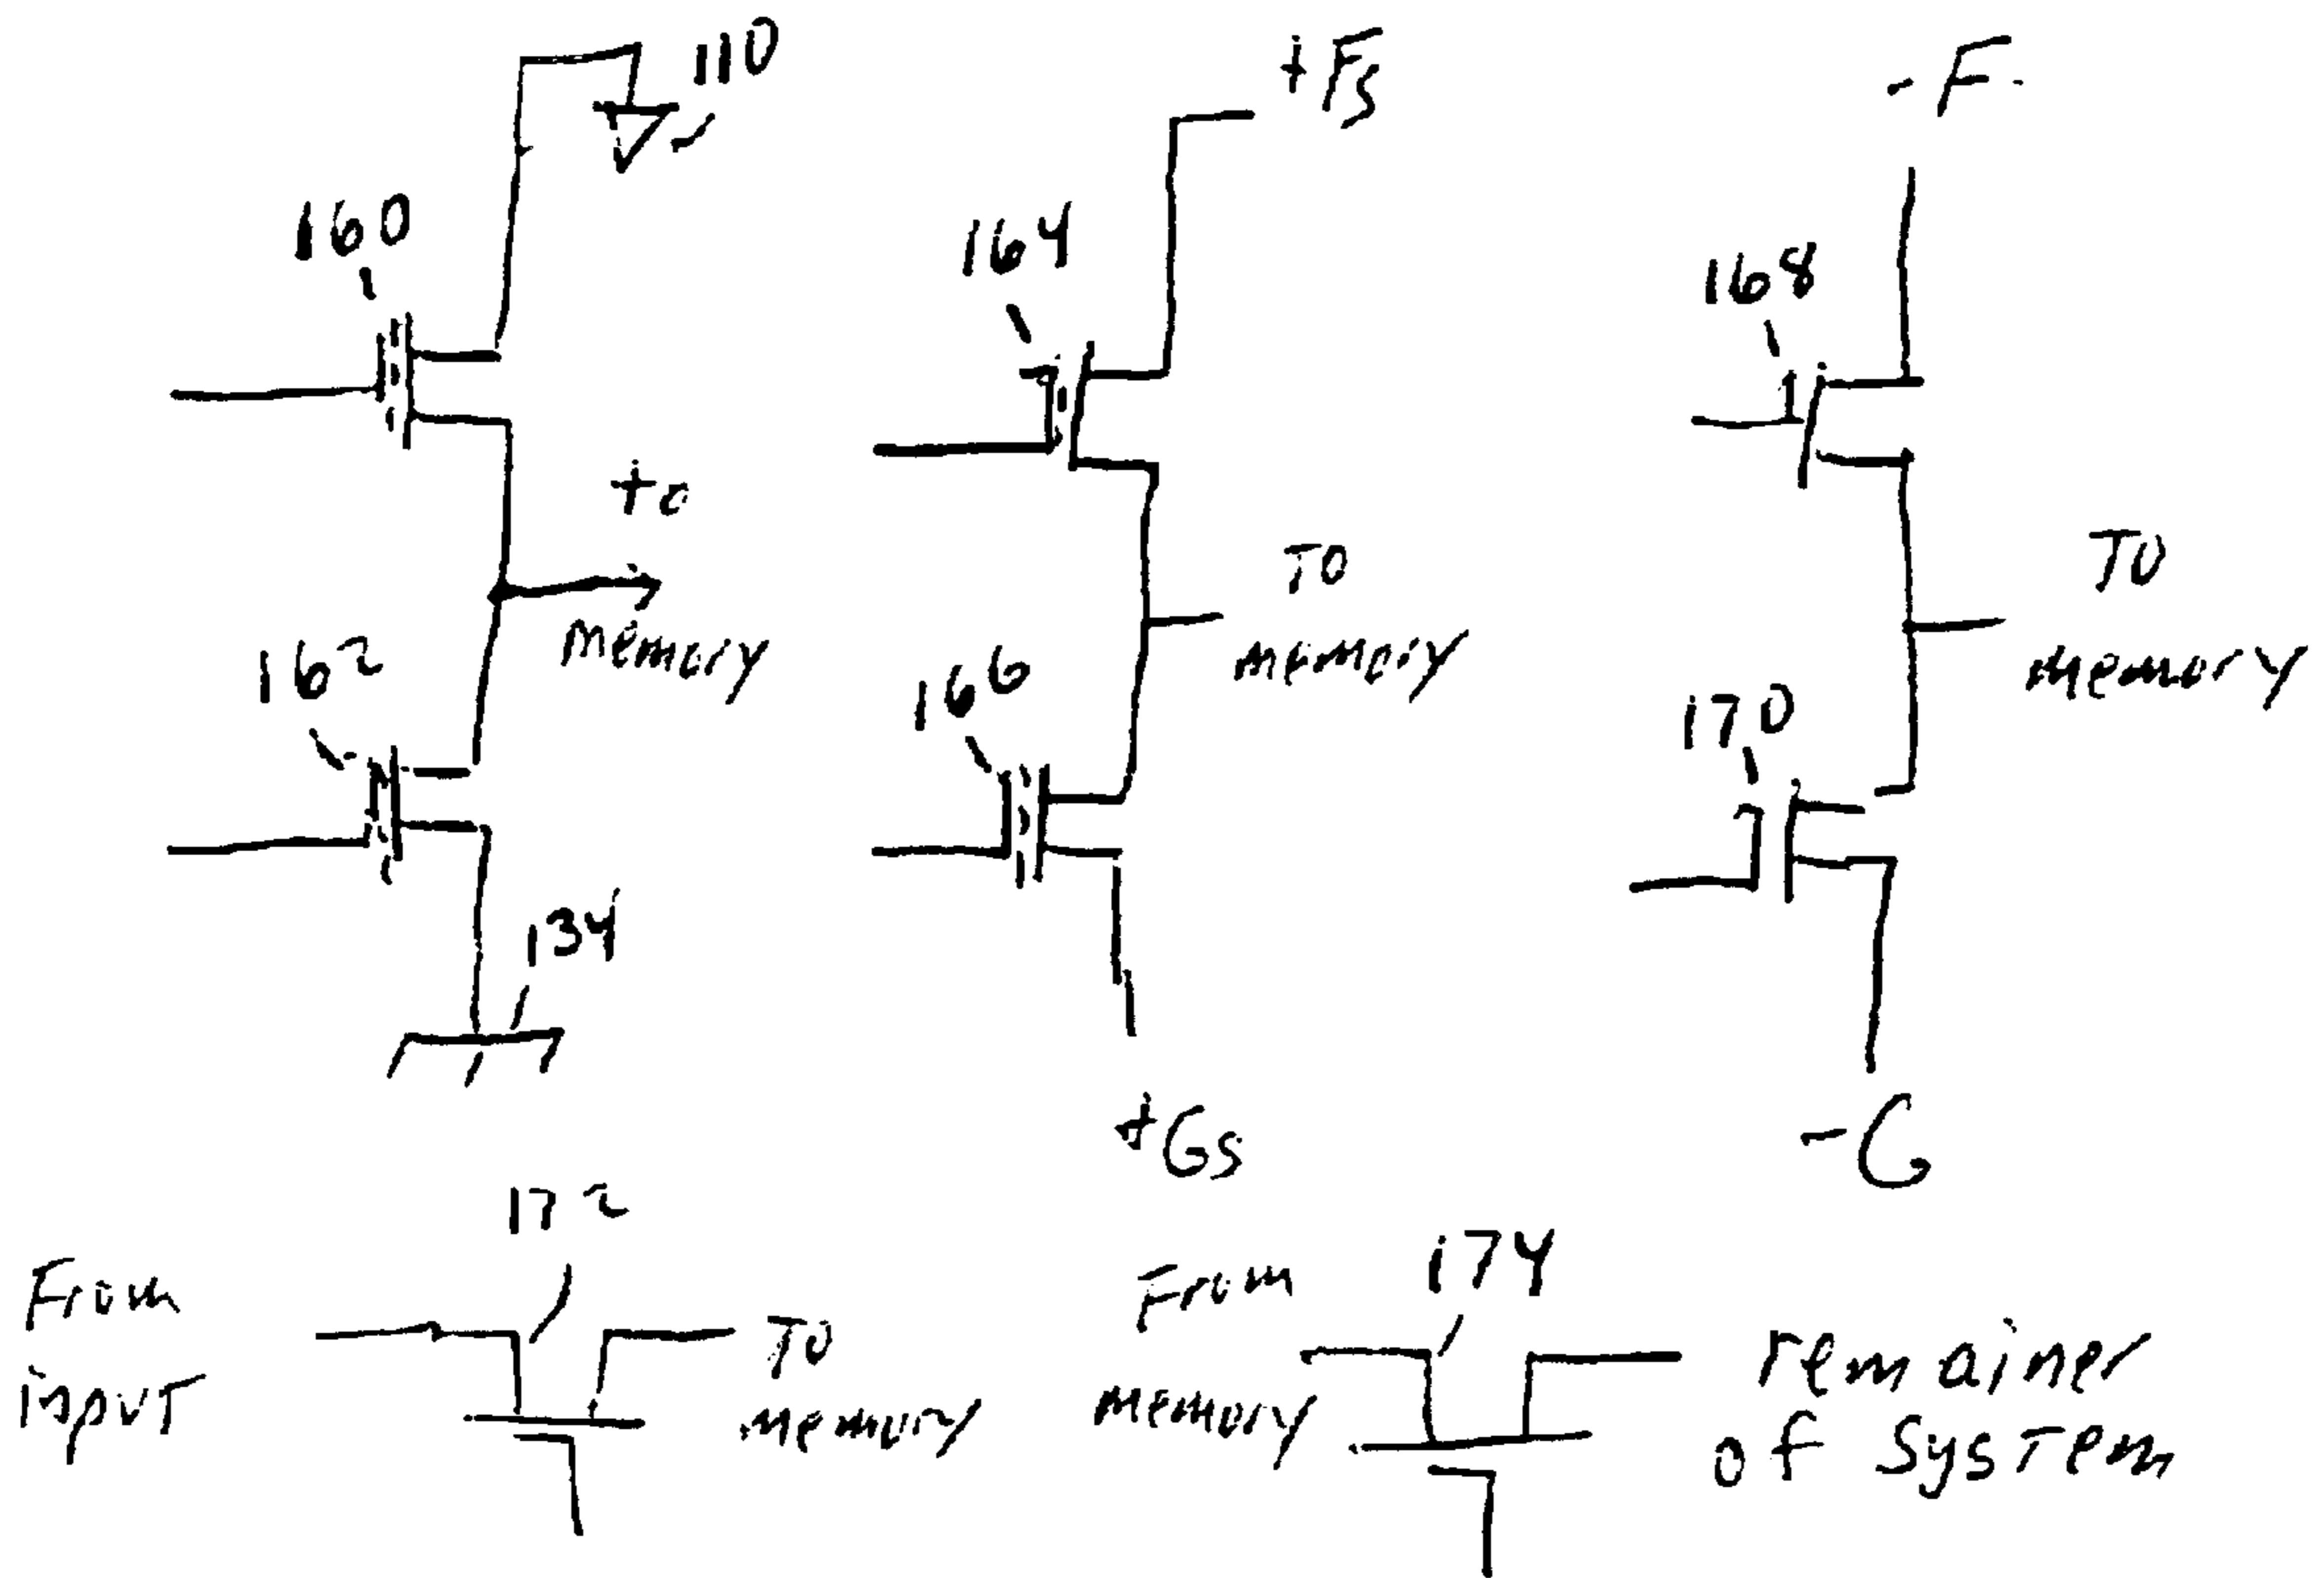 110
+Fs
-F-
160
164
168
to
memory
TO
memory
TO
memory
162
166
170
134
+Gs
-G
172
174
From
input
TO
memory
From
memory
remainer
of system